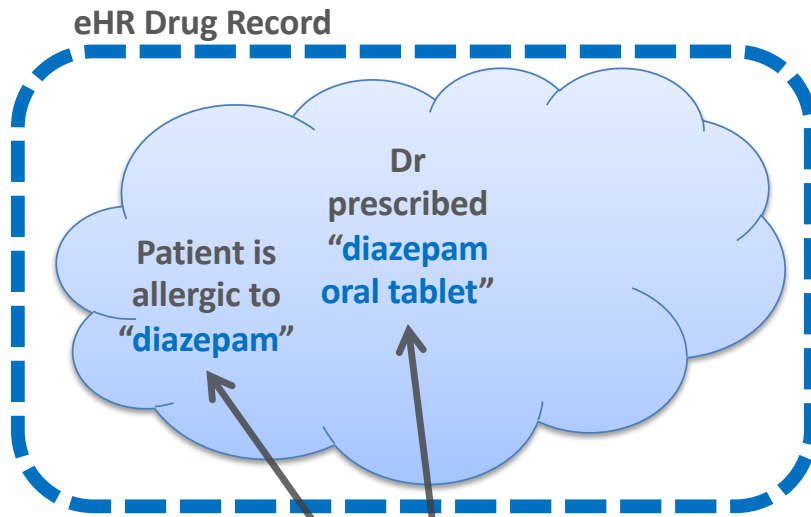 eHR Drug Record
Dr
prescribed
“diazepam
oral tablet”
Patient is
allergic to
“diazepam”